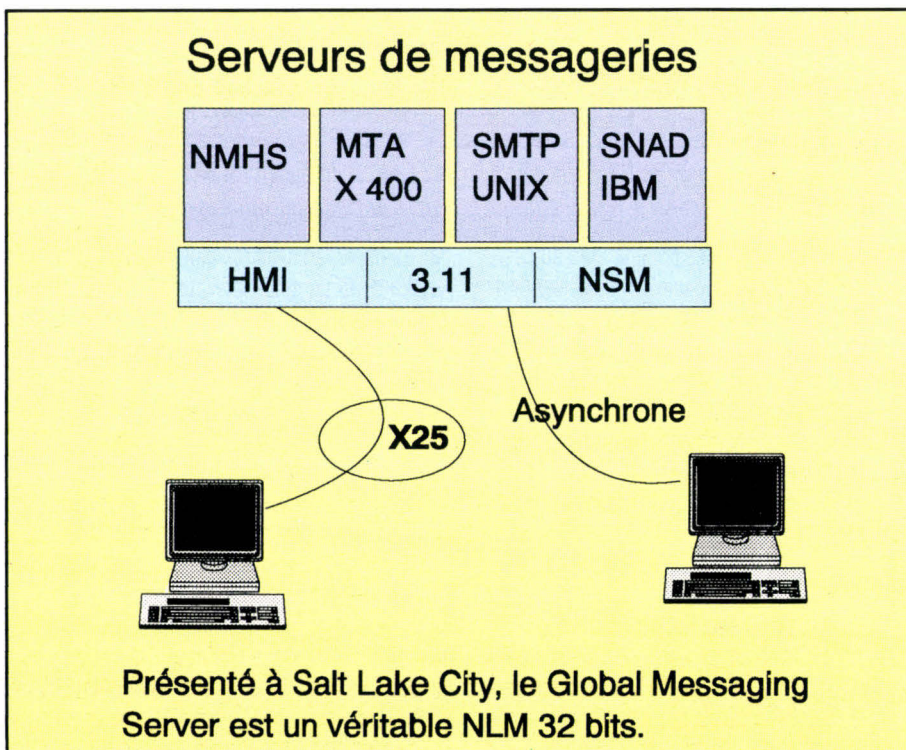 Serveurs de messageries
NMHS
MTA
X 400
SMTP
UNIX
SNAD
IBM
HMI
3.11
NSM
X25
Asynchrone
Présenté à Salt Lake City, le Global Messaging
Server est un véritable NLM 32 bits.